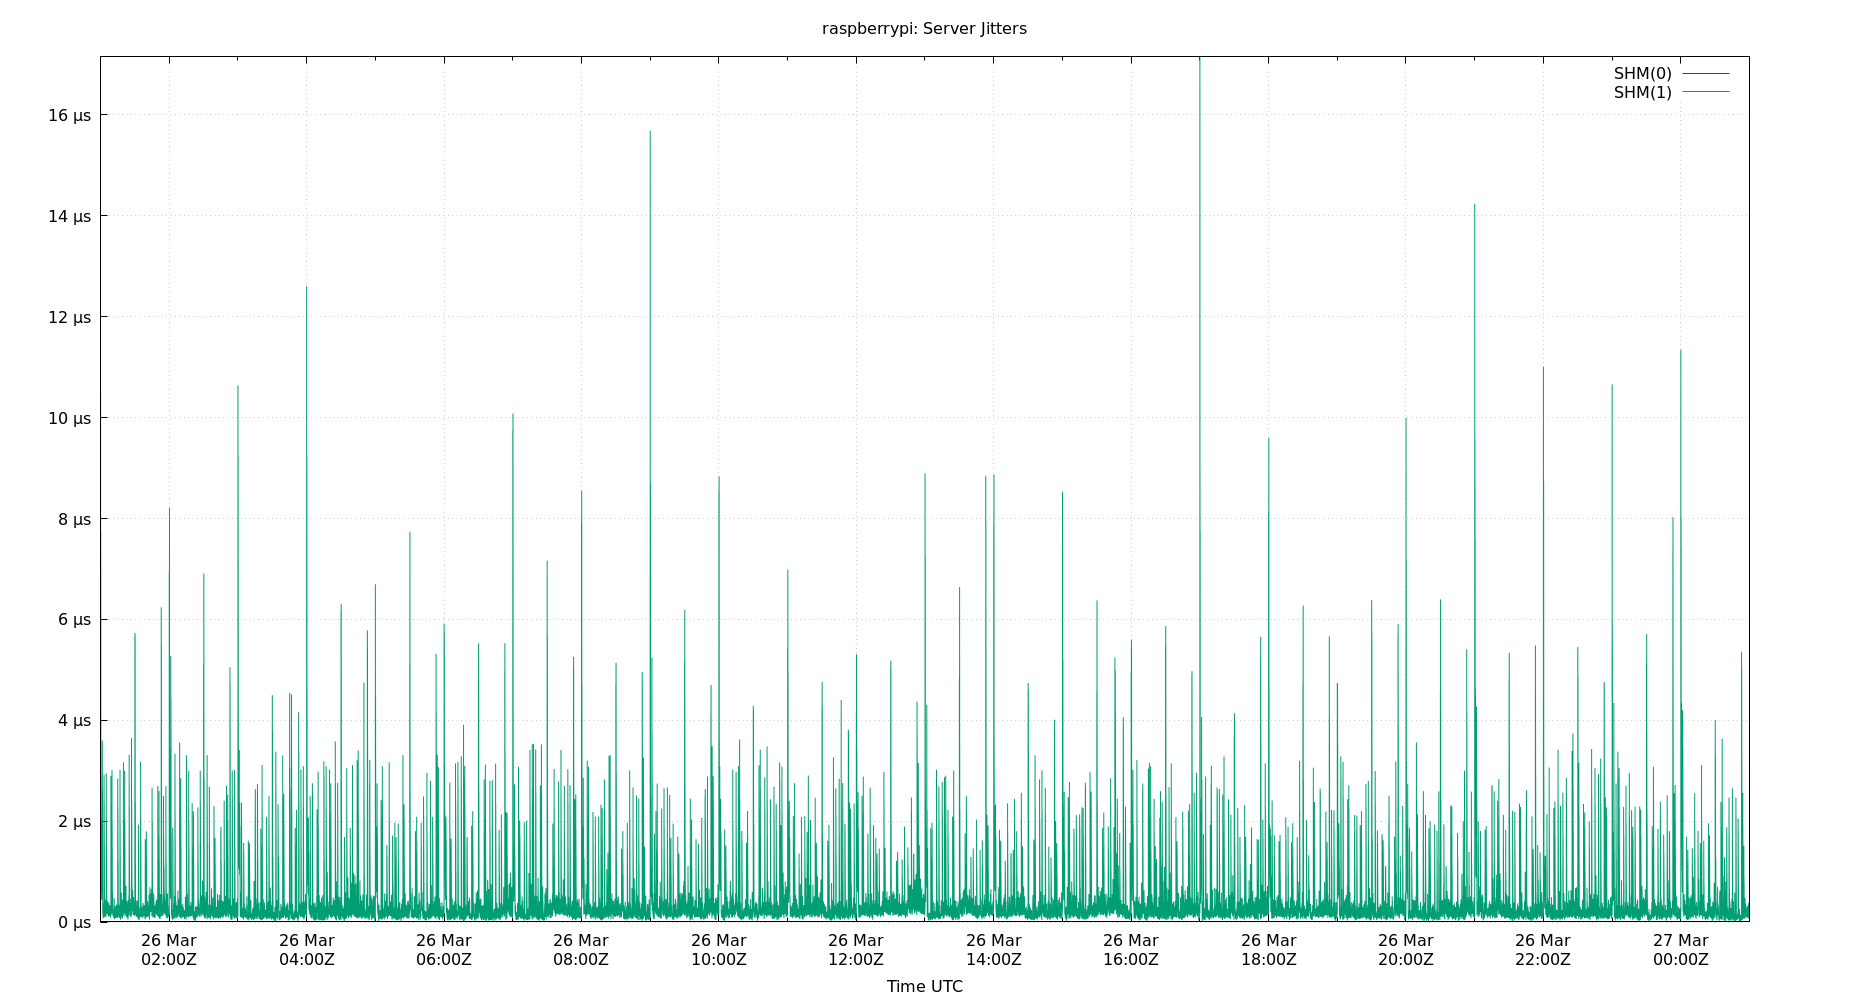 raspberrypi: Server Jitters
SHM(0)
SHM(1)
16 µs
14 µs
12 µs
10 µs
8 µs
6 µs
4 µs
2 µs
0 µs
26 Mar 26 Mar 26 Mar 26 Mar 26 Mar 26 Mar 26 Mar 26 Mar 26 Mar 26 Mar 26 Mar 27 Mar
02:00Z 04:00Z 06:00Z 08:00Z 10:00Z 12:00Z 14:00Z 16:00Z 18:00Z 20:00Z 22:00Z 00:00Z
Time UTC